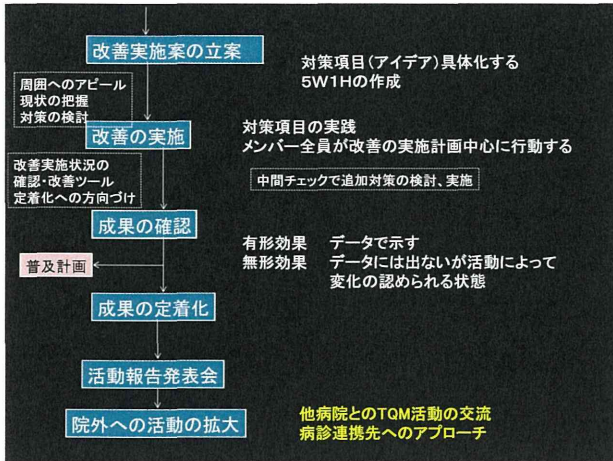 改善実施案の立案
対策項目(アイデア)具体化する
5W1Hの作成
周囲へのアピール
現状の把握
対策の検討
改善の実施
対策項目の実践
メンバー全員が改善の実施計画中心に行動する
改善実施状況の
確認・改善ツール
定着化への方向づけ
中間チェックで追加対策の検討、実施
成果の確認
有形効果 データで示す
無形効果 データには出ないが活動によって
変化の認められる状態
普及計画
成果の定着化
活動報告発表会
院外への活動の拡大
他病院とのTQM活動の交流
病診連携先へのアプローチ